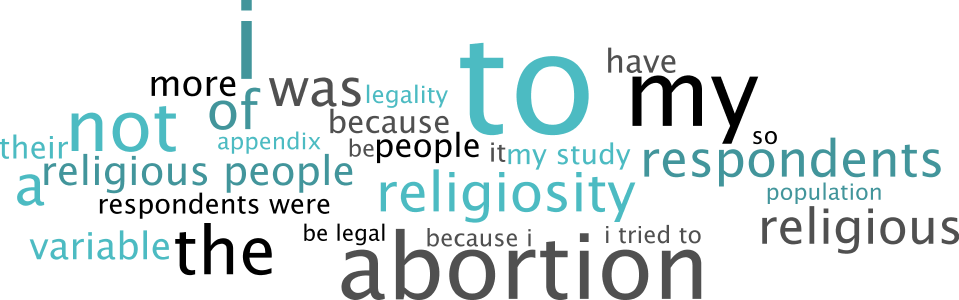 i
to
have
more
was
legality
my
of
because
not
appendix
so
their
be
people
it
my study
respondents
religious people
a
religiosity
population
respondents were
religious
variable
the
be legal
because i
i tried to
abortion